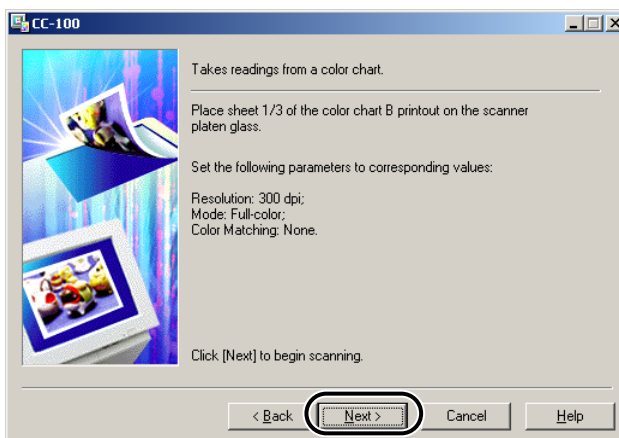 CC-100
Takes readings from a color chart.
Place sheet 1/3 of the color chart B printout on the scanner
platen glass.
Set the following parameters to corresponding values:
Resolution: 300 dpi;
Mode: Full-color;
Color Matching: None.
Click [Next] to begin scanning.
< Back Next > Cancel Help